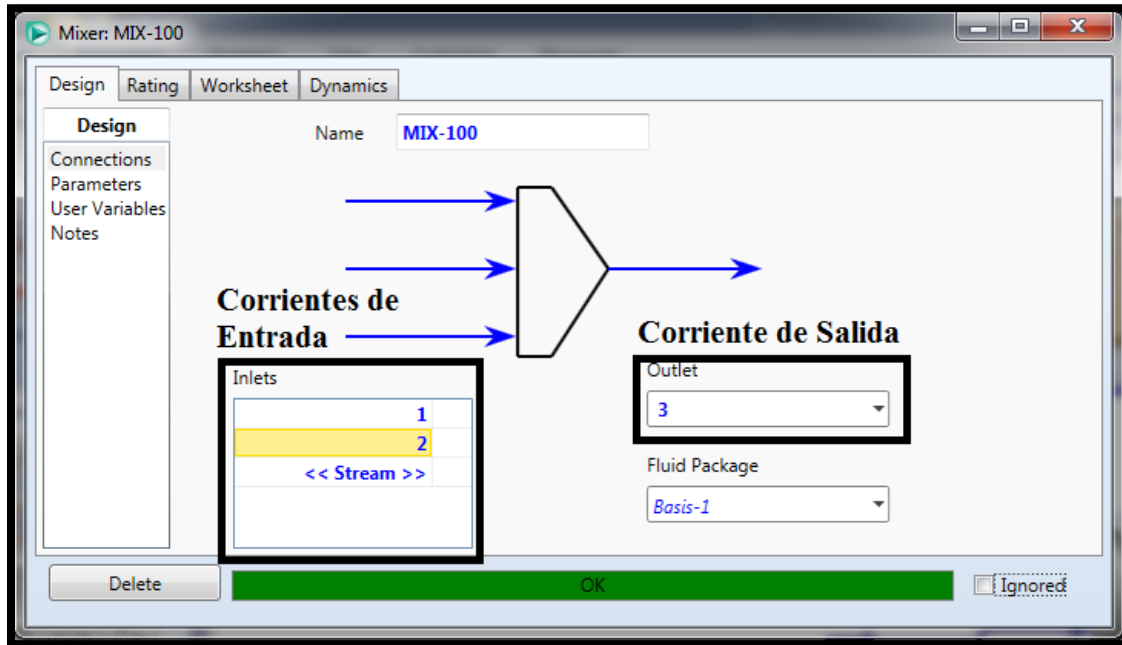 Mixer: MIX-100
X
Design Rating Worksheet Dynamics
Design
Connections
Parameters
User Variables
Notes
Name MIX-100
Corrientes de
Entrada
Corriente de Salida
Inlets
1
2
<< Stream >>
Outlet
3
Fluid Package
Basis-1
Delete
OK
Ignored